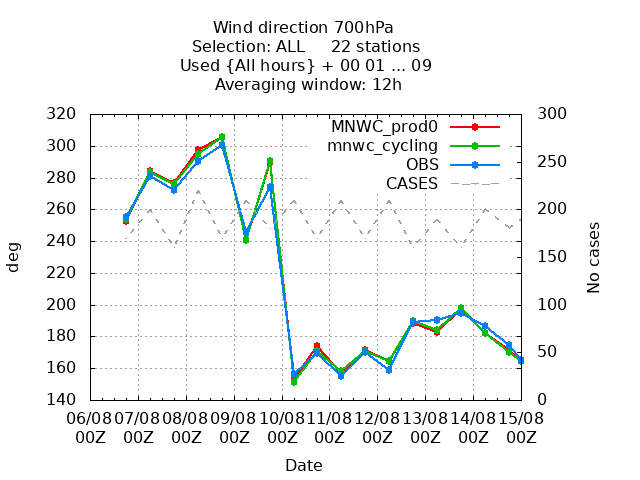 Wind direction 700hPa
Selection: ALL 22 stations
Used {All hours} + 00 01 ... 09
Averaging window: 12h
MNWC_prod0
mnwc_cycling
OBS
CASES
deg
320
300
280
260
240
220
200
180
160
140
300
250
200
150
100
50
0
No cases
06/08 07/08 08/08 09/08 10/08 11/08 12/08 13/08 14/08 15/08
00Z 00Z 00Z 00Z 00Z 00Z 00Z 00Z 00Z 00Z
Date